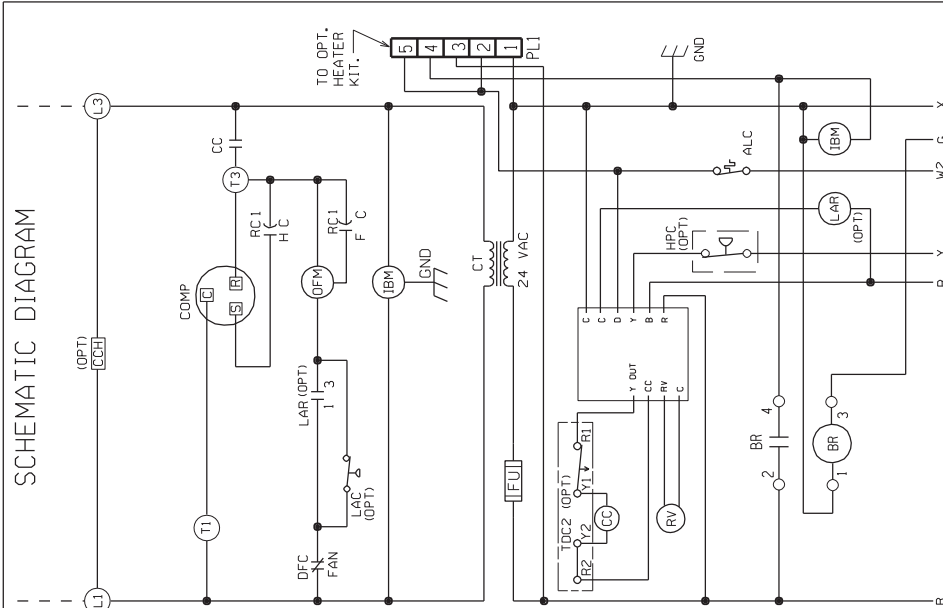 SCHEMATIC DIAGRAM
L1
(OPT)
CCH
L3
T1
COMP
C
S
R
T3
CC
RC1
H C
DFC
FAN
LAC
(OPT)
LAR (OPT)
1 3
OFM
RC1
F C
IBM
GND
TO OPT.
HEATER
KIT.
5
4
3
2
1
PL1
CT
24 VAC
FU
GND
TDC2 (OPT)
R2
Y2
Y1
R1
CC
RV
Y OUT
CC
RV
C
C
C
D
Y
B
R
HPC
(OPT)
ALC
LAR
(OPT)
IBM
BR
2
4
BR
1
3
R
Y
W2
G
X